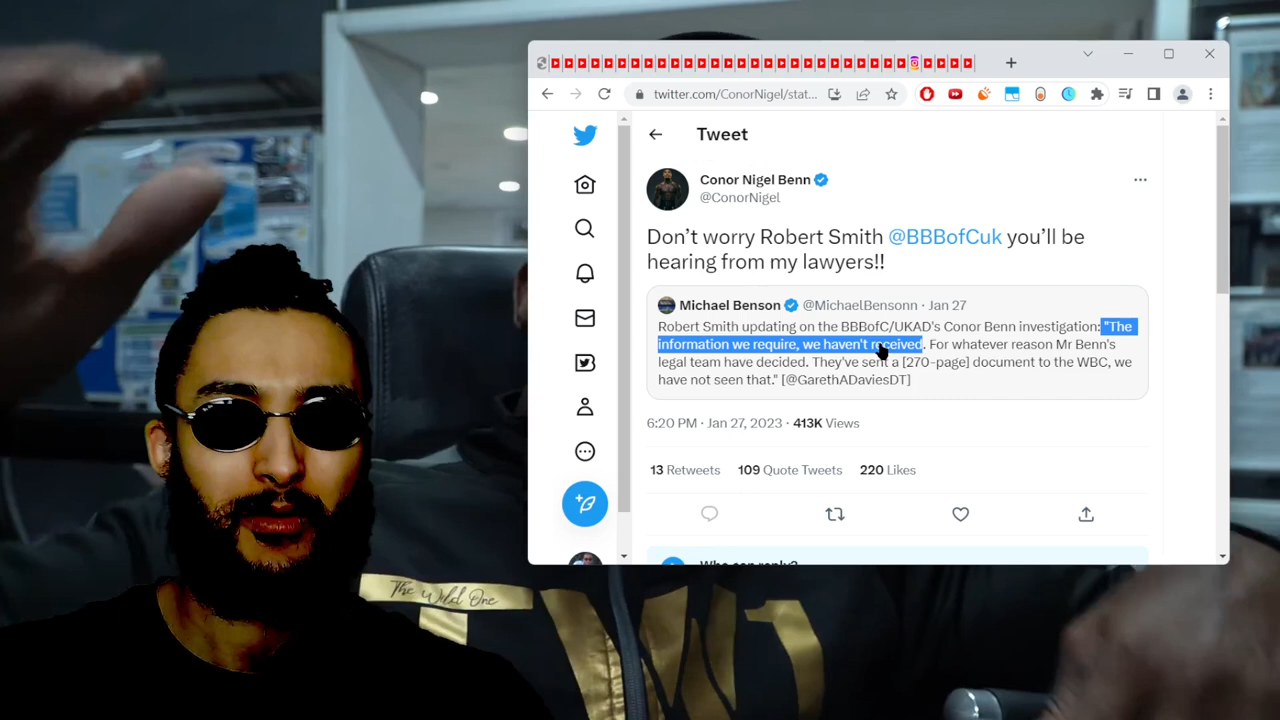 twitter.com/ConorNigel/stat...
Tweet
Conor Nigel Benn
@ConorNigel
Don’t worry Robert Smith @BBBofCuk you’ll be
hearing from my lawyers!!
Michael Benson @MichaelBensonn · Jan 27
Robert Smith updating on the BBBofC/UKAD's Conor Benn investigation: "The
information we require, we haven't received. For whatever reason Mr Benn's
legal team have decided. They've sent a [270-page] document to the WBC, we
have not seen that." [@GarethADaviesDT]
6:20 PM · Jan 27, 2023 · 413K Views
13 Retweets 109 Quote Tweets 220 Likes
Who can reply?
The Wild One